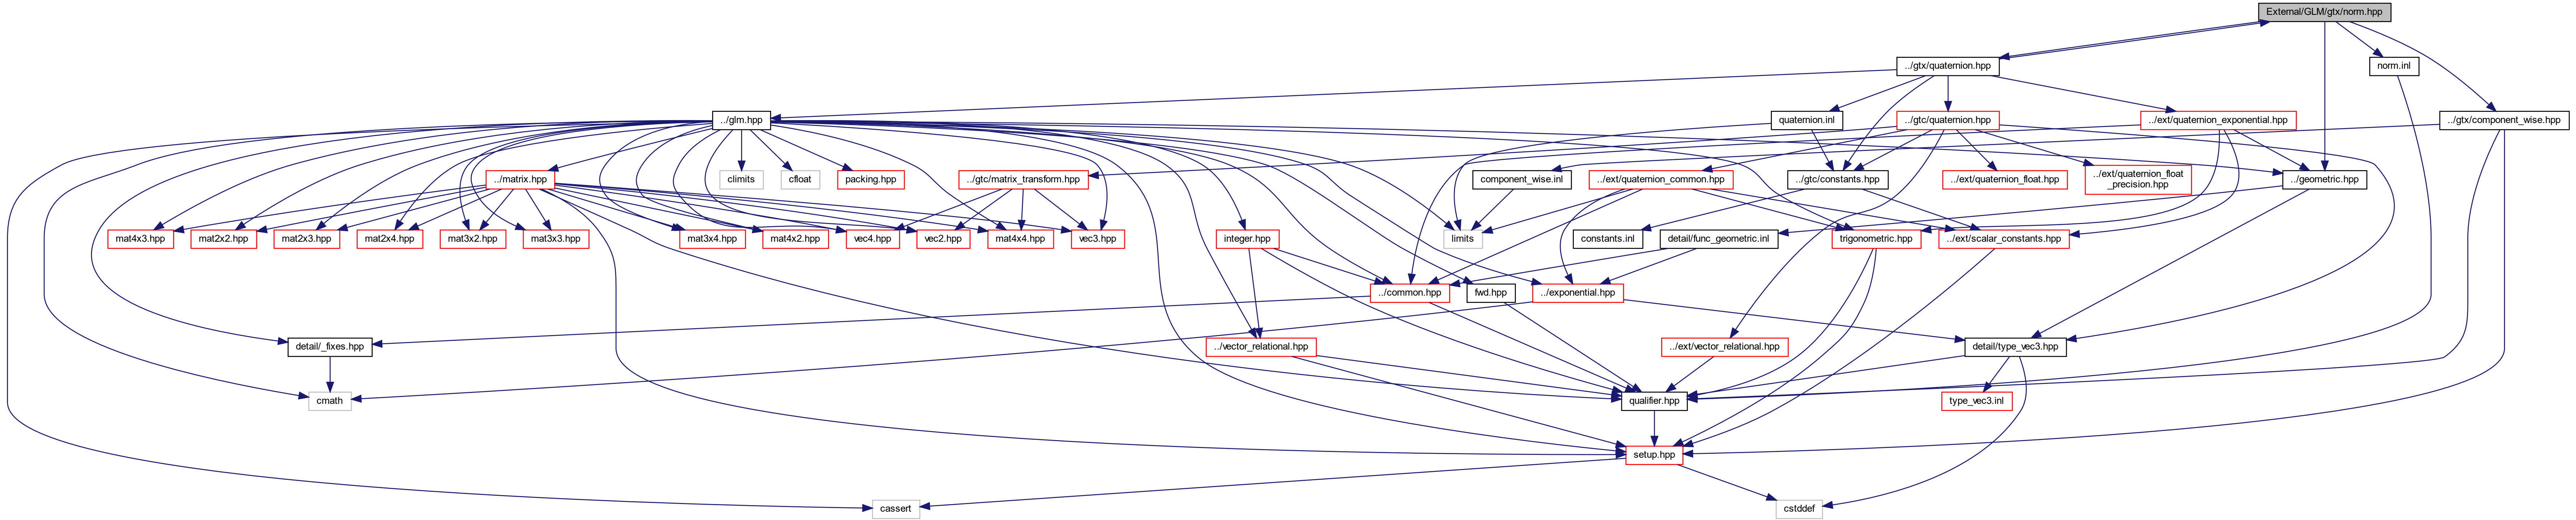 External/GLM/gtx/norm.hpp
../gtx/quaternion.hpp
norm.inl
../glm.hpp
quaternion.inl
../gtc/quaternion.hpp
../ext/quaternion_exponential.hpp
../gtx/component_wise.hpp
../matrix.hpp
climits
cfloat
packing.hpp
../gtc/matrix_transform.hpp
component_wise.inl
../ext/quaternion_common.hpp
../gtc/constants.hpp
../ext/quaternion_float.hpp
../ext/quaternion_float
_precision.hpp
../geometric.hpp
mat4x3.hpp
mat2x2.hpp
mat2x3.hpp
mat2x4.hpp
mat3x2.hpp
mat3x3.hpp
mat3x4.hpp
mat4x2.hpp
vec4.hpp
vec2.hpp
mat4x4.hpp
vec3.hpp
integer.hpp
limits
constants.inl
detail/func_geometric.inl
trigonometric.hpp
../ext/scalar_constants.hpp
../common.hpp
fwd.hpp
../exponential.hpp
detail/_fixes.hpp
../vector_relational.hpp
../ext/vector_relational.hpp
detail/type_vec3.hpp
cmath
qualifier.hpp
type_vec3.inl
setup.hpp
cassert
cstddef